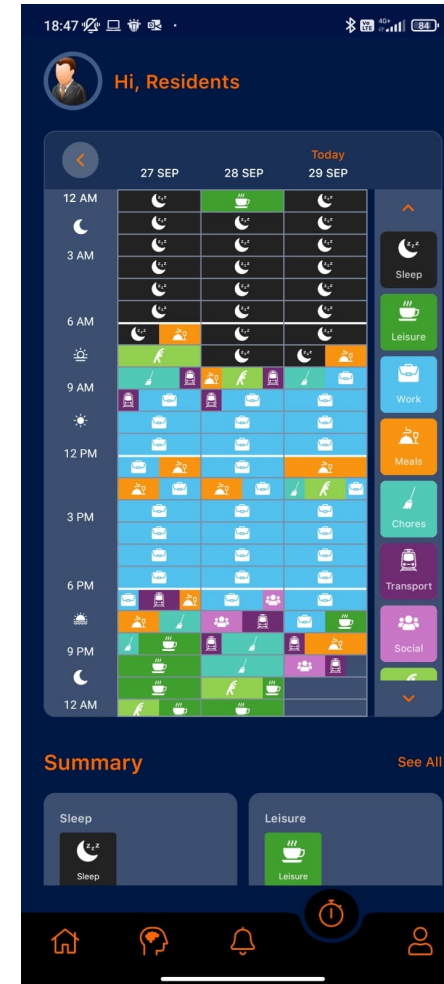 18:47
VoLTE 4G+ 84
Hi, Residents
Today
27 SEP 28 SEP 29 SEP
12 AM
3 AM
6 AM
9 AM
12 PM
3 PM
6 PM
9 PM
12 AM
Sleep
Leisure
Work
Meals
Chores
Transport
Social
Summary See All
Sleep Leisure
Sleep Leisure